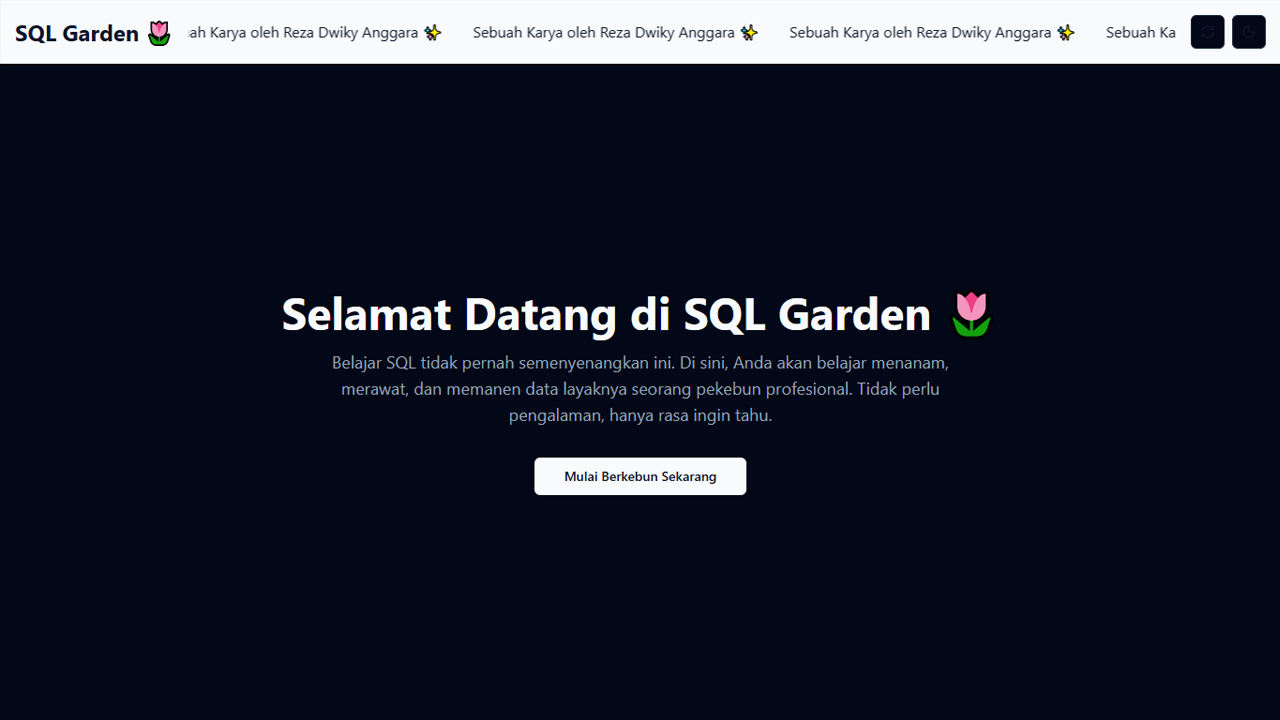 SQL Garden 🌷
ah Karya oleh Reza Dwiky Anggara ✨ Sebuah Karya oleh Reza Dwiky Anggara ✨ Sebuah Karya oleh Reza Dwiky Anggara ✨ Sebuah Ka
Selamat Datang di SQL Garden 🌷
Belajar SQL tidak pernah semenyenangkan ini. Di sini, Anda akan belajar menanam,
merawat, dan memanen data layaknya seorang pekebun profesional. Tidak perlu
pengalaman, hanya rasa ingin tahu.
Mulai Berkebun Sekarang